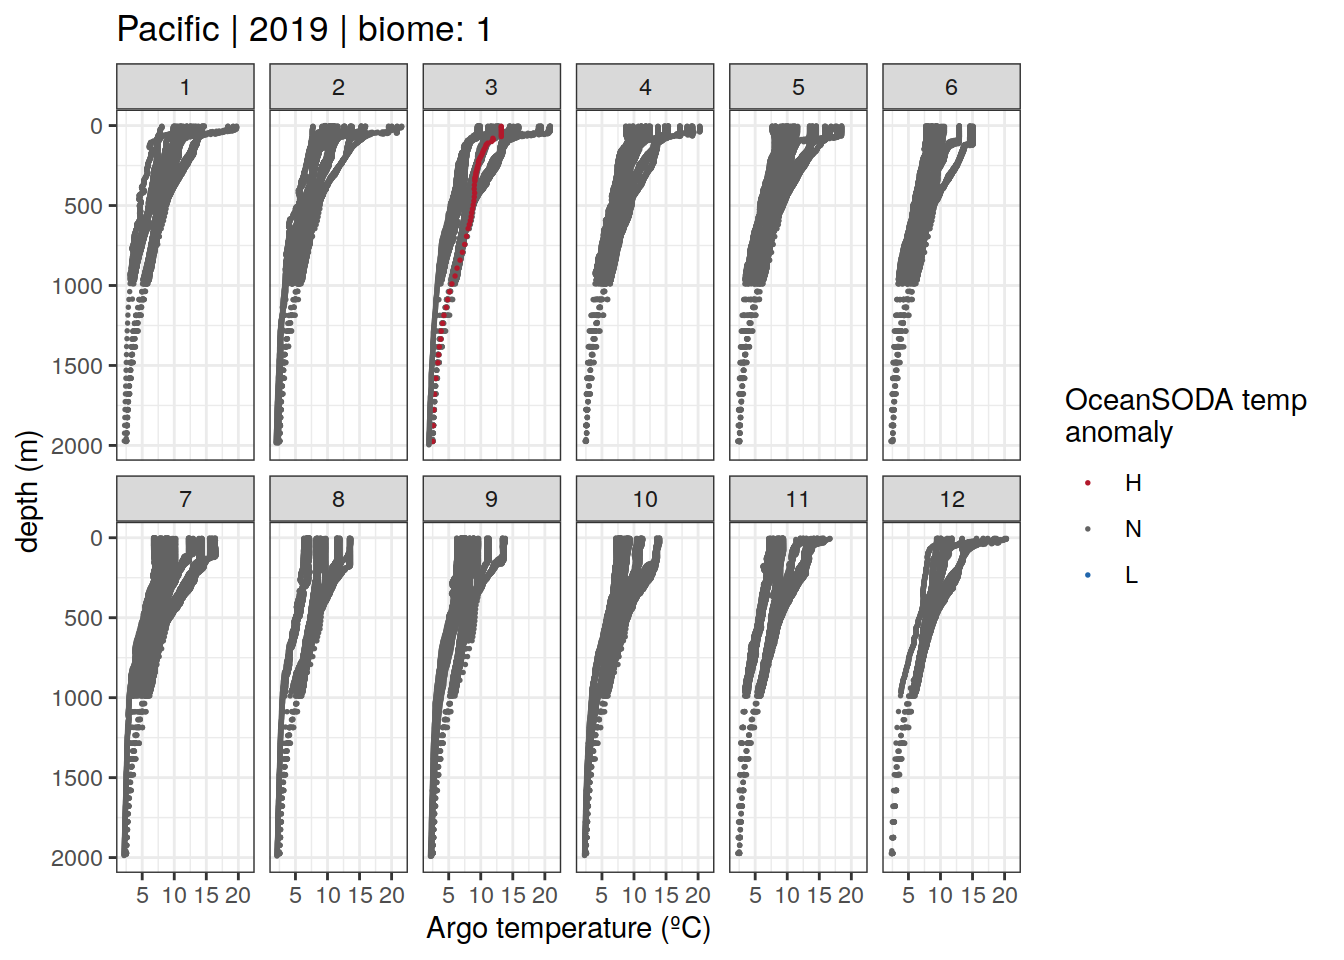 Pacific | 2019 | biome: 1
1 2 3 4 5 6
0
500
1000
1500
2000
7 8 9 10 11 12
0
500
1000
1500
2000
5 10 15 20 5 10 15 20 5 10 15 20 5 10 15 20 5 10 15 20 5 10 15 20
Argo temperature (ºC)
depth (m)
OceanSODA temp
anomaly
H
N
L